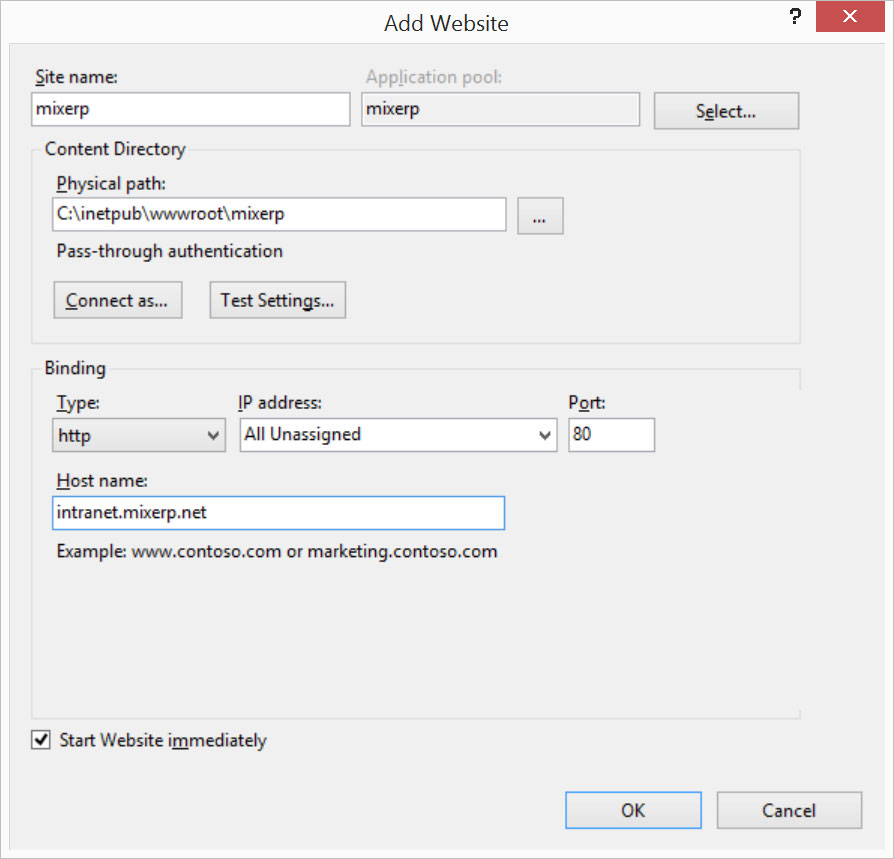 Add Website
?
Site name:
Application pool:
mixerp
mixerp
Select...
Content Directory
Physical path:
C:\inetpub\wwwroot\mixerp
...
Pass-through authentication
Connect as...
Test Settings...
Binding
Type:
IP address:
Port:
http
All Unassigned
80
Host name:
intranet.mixerp.net
Example: www.contoso.com or marketing.contoso.com
Start Website immediately
OK
Cancel